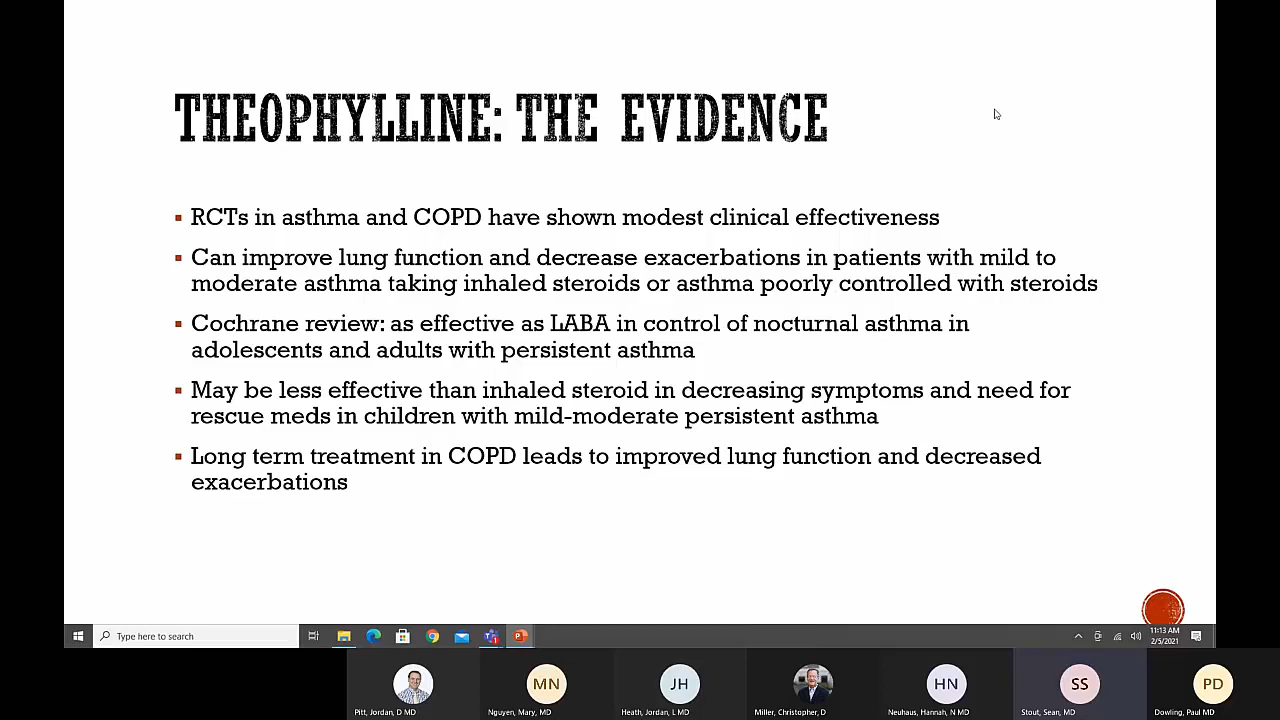 THEOPHYLLINE: THE EVIDENCE
RCTs in asthma and COPD have shown modest clinical effectiveness
Can improve lung function and decrease exacerbations in patients with mild to
moderate asthma taking inhaled steroids or asthma poorly controlled with steroids
Cochrane review: as effective as LABA in control of nocturnal asthma in
adolescents and adults with persistent asthma
May be less effective than inhaled steroid in decreasing symptoms and need for
rescue meds in children with mild-moderate persistent asthma
Long term treatment in COPD leads to improved lung function and decreased
exacerbations
Type here to search
11:13 AM
2/5/2021
MN
JH
HN
SS
PD
Pitt, Jordan, D MD
Nguyen, Mary, MD
Heath, Jordan, L MD
Miller, Christopher, D
Neuhaus, Hannah, N MD
Stout, Sean, MD
Dowling, Paul MD